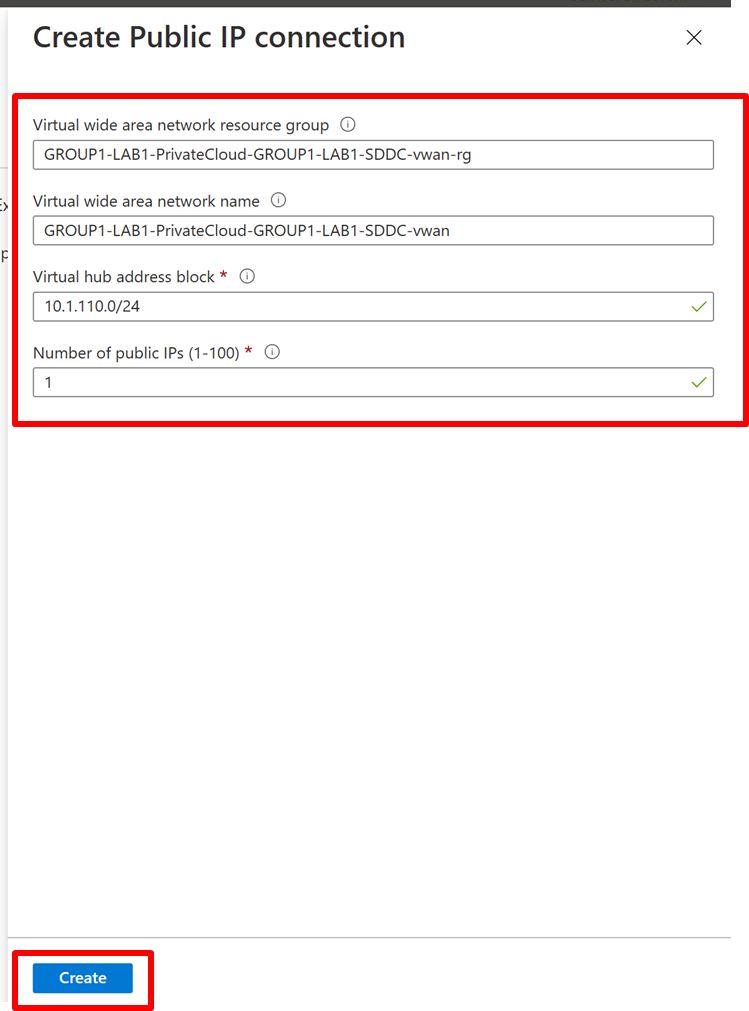 Create Public IP connection
Virtual wide area network resource group
GROUP1-LAB1-PrivateCloud-GROUP1-LAB1-SDDC-vwan-rg
Virtual wide area network name
GROUP1-LAB1-PrivateCloud-GROUP1-LAB1-SDDC-vwan
Virtual hub address block *
10.1.110.0/24
Number of public IPs (1-100) *
1
Create